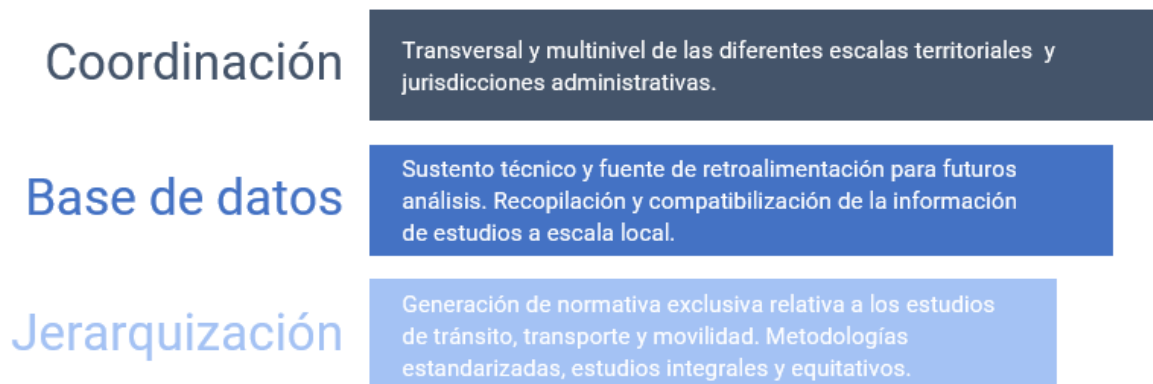 Coordinación
Transversal y multinivel de las diferentes escalas territoriales y
jurisdicciones administrativas.
Base de datos
Sustento técnico y fuente de retroalimentación para futuros
análisis. Recopilación y compatibilización de la información
de estudios a escala local.
Jerarquización
Generación de normativa exclusiva relativa a los estudios
de tránsito, transporte y movilidad. Metodologías
estandarizadas, estudios integrales y equitativos.